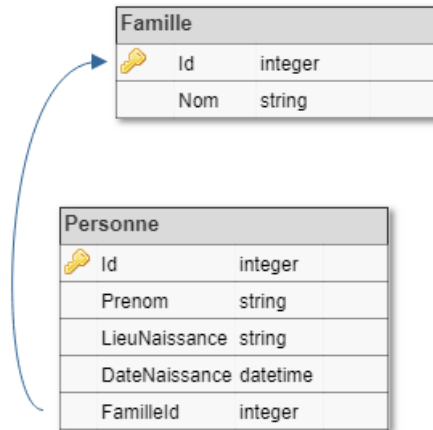 Famille
Id integer
Nom string
Personne
Id integer
Prenom string
LieuNaissance string
DateNaissance datetime
FamilleId integer